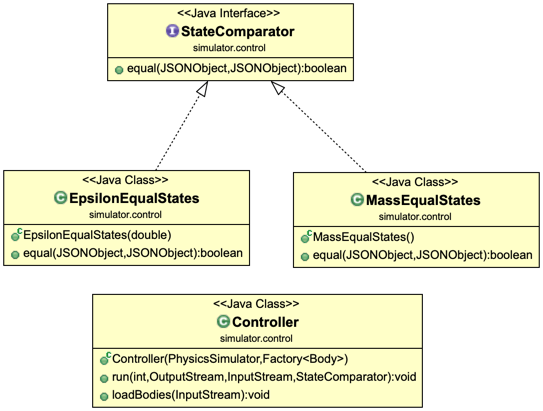 <<Java Interface>>
I StateComparator
simulator.control
equal(JSONObject,JSONObject):boolean
<<Java Class>>
C EpsilonEqualStates
simulator.control
C EpsilonEqualStates(double)
equal(JSONObject,JSONObject):boolean
<<Java Class>>
C MassEqualStates
simulator.control
C MassEqualStates()
equal(JSONObject,JSONObject):boolean
<<Java Class>>
C Controller
simulator.control
C Controller(PhysicsSimulator,Factory<Body>)
run(int,OutputStream,InputStream,StateComparator):void
loadBodies(InputStream):void